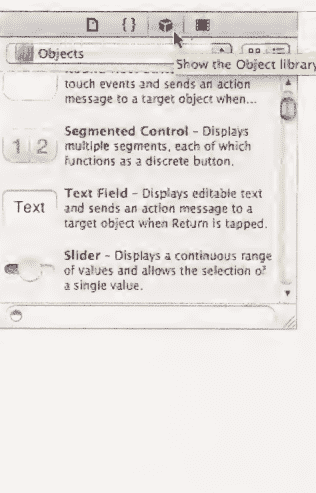 { }
Objects
Show the Object library
touch events and sends an action
message to a target object when...
1 2
Segmented Control – Displays
multiple segments, each of which
functions as a discrete button.
Text
Text Field – Displays editable text
and sends an action message to a
target object when Return is tapped.
Slider – Displays a continuous range
of values and allows the selection of
a single value.